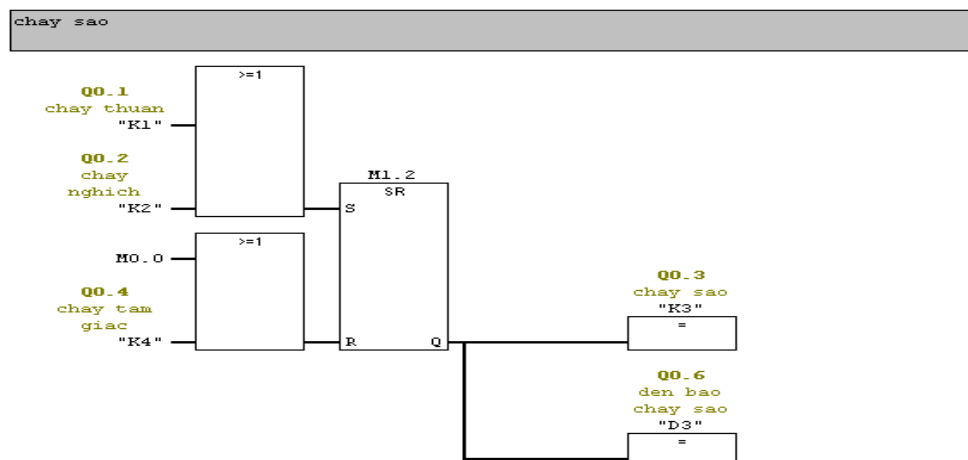 chay sao
>=1
Q0.1
chay thuan
"K1"
Q0.2
chay
nghich
"K2"
M1.2
SR
S
>=1
M0.0
Q0.4
chay tam
giac
"K4"
R
Q
Q0.3
chay sao
"K3"
=
Q0.6
den bao
chay sao
"D3"
=